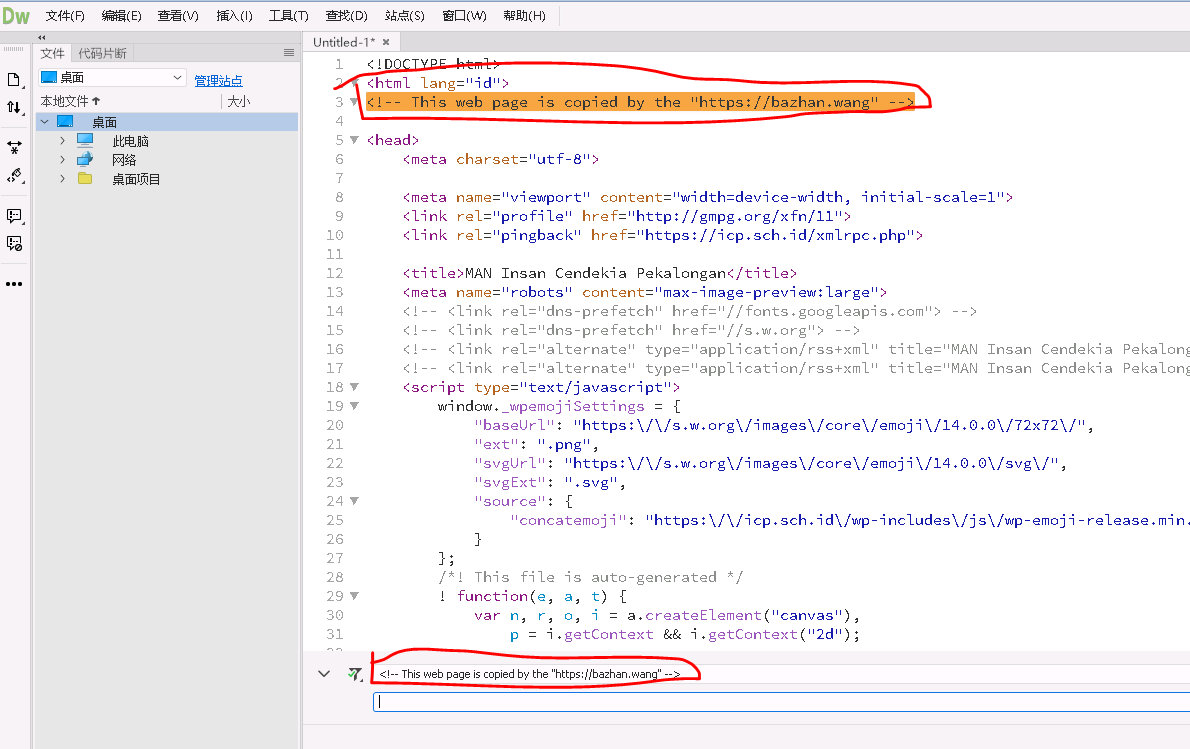 Dw 文件(F) 编辑(E) 查看(V) 插入(I) 工具(T) 查找(D) 站点(S) 窗口(W) 帮助(H)
文件 代码片断
桌面 管理站点
本地文件↑ 大小
桌面
此电脑
网络
桌面项目
Untitled-1* ×
1 <!DOCTYPE html>
2 <html lang="id">
3 <!-- This web page is copied by the "https://bazhan.wang" -->
4
5 <head>
6 <meta charset="utf-8">
7
8 <meta name="viewport" content="width=device-width, initial-scale=1">
9 <link rel="profile" href="http://gmpg.org/xfn/11">
10 <link rel="pingback" href="https://icp.sch.id/xmlrpc.php">
11
12 <title>MAN Insan Cendekia Pekalongan</title>
13 <meta name="robots" content="max-image-preview:large">
14 <!-- <link rel="dns-prefetch" href="//fonts.googleapis.com"> -->
15 <!-- <link rel="dns-prefetch" href="//s.w.org"> -->
16 <!-- <link rel="alternate" type="application/rss+xml" title="MAN Insan Cendekia Pekalong
17 <!-- <link rel="alternate" type="application/rss+xml" title="MAN Insan Cendekia Pekalong
18 <script type="text/javascript">
19 window._wpemojiSettings = {
20 "baseUrl": "https:\/\/s.w.org\/images\/core\/emoji\/14.0.0\/72x72\/",
21 "ext": ".png",
22 "svgUrl": "https:\/\/s.w.org\/images\/core\/emoji\/14.0.0\/svg\/",
23 "svgExt": ".svg",
24 "source": {
25 "concatemoji": "https:\/\/icp.sch.id\/wp-includes\/js\/wp-emoji-release.min.
26 }
27 };
28 /*! This file is auto-generated */
29 ! function(e, a, t) {
30 var n, r, o, i = a.createElement("canvas"),
31 p = i.getContext && i.getContext("2d");
<!-- This web page is copied by the "https://bazhan.wang" -->